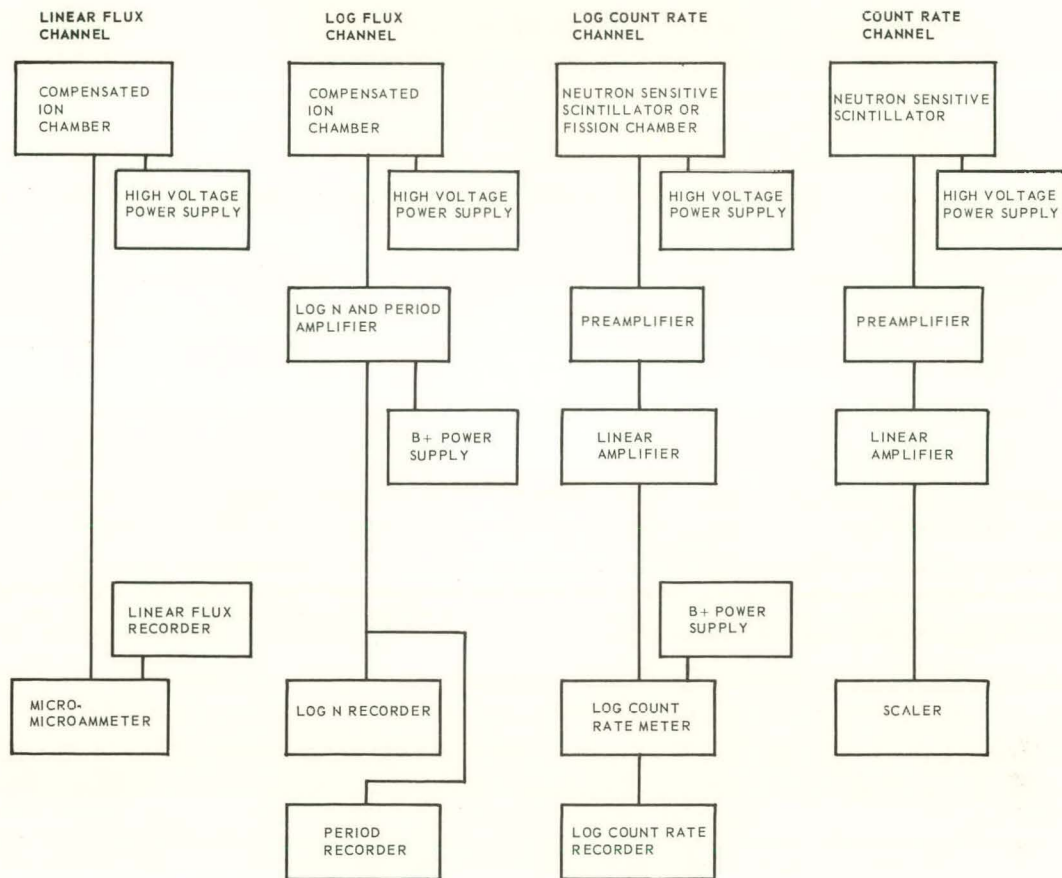 LINEAR FLUX
CHANNEL
COMPENSATED
ION
CHAMBER
HIGH VOLTAGE
POWER SUPPLY
LINEAR FLUX
RECORDER
MICRO-
MICROAMMETER
LOG FLUX
CHANNEL
COMPENSATED
ION
CHAMBER
HIGH VOLTAGE
POWER SUPPLY
LOG N AND PERIOD
AMPLIFIER
B+ POWER
SUPPLY
LOG N RECORDER
PERIOD
RECORDER
LOG COUNT RATE
CHANNEL
NEUTRON SENSITIVE
SCINTILLATOR OR
FISSION CHAMBER
HIGH VOLTAGE
POWER SUPPLY
PREAMPLIFIER
LINEAR
AMPLIFIER
B+ POWER
SUPPLY
LOG COUNT
RATE METER
LOG COUNT RATE
RECORDER
COUNT RATE
CHANNEL
NEUTRON SENSITIVE
SCINTILLATOR
HIGH VOLTAGE
POWER SUPPLY
PREAMPLIFIER
LINEAR
AMPLIFIER
SCALER